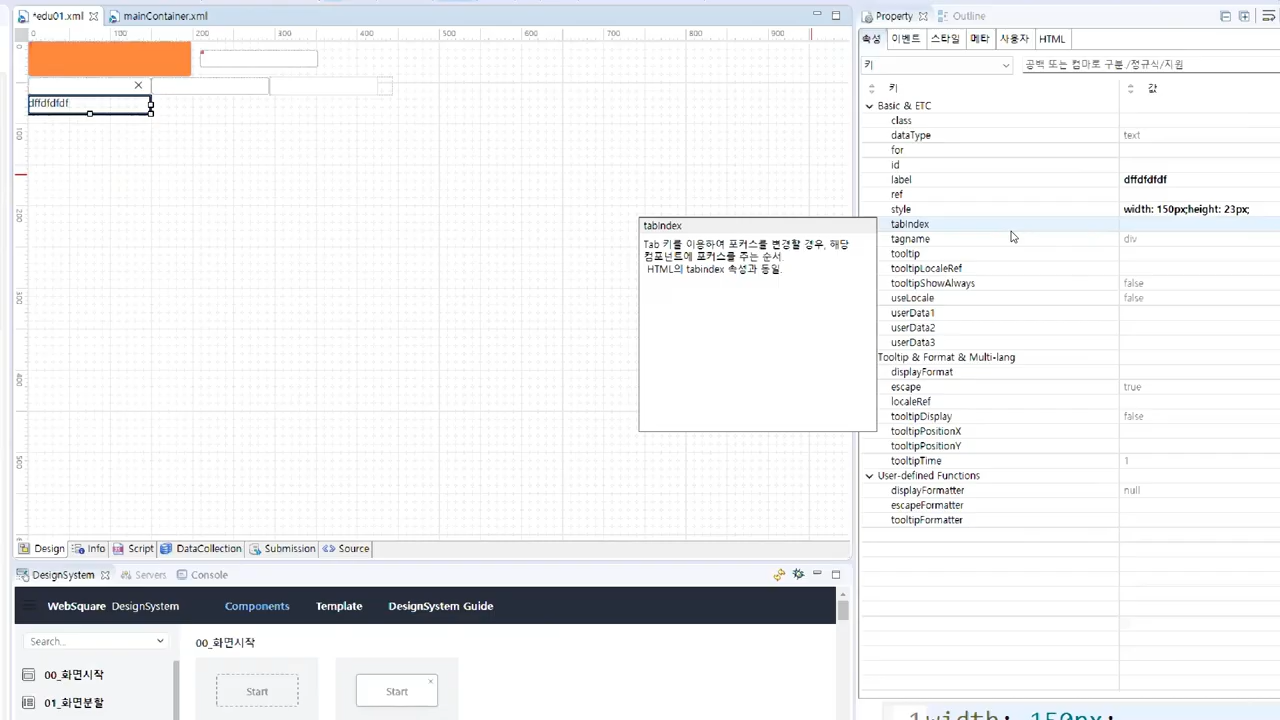 *edu01.xml
mainContainer.xml
0 100 200 300 400 500 600 700 800 900
0
100
200
300
400
500
dffdfdfdf
Design
Info
Script
DataCollection
Submission
Source
DesignSystem
Servers
Console
WebSquare DesignSystem
Components
Template
DesignSystem Guide
Search...
00_화면시작
01_화면분할
00_화면시작
Start
Start
Property
Outline
속성
이벤트
스타일
메타
사용자
HTML
키
공백 또는 컴마로 구분 /정규식/지원
키 값
Basic & ETC
class
dataType text
for
id
label dffdfdfdf
ref
style width: 150px;height: 23px;
tabIndex
tagname div
tooltip
tooltipLocaleRef
tooltipShowAlways false
useLocale false
userData1
userData2
userData3
Tooltip & Format & Multi-lang
displayFormat
escape true
localeRef
tooltipDisplay false
tooltipPositionX
tooltipPositionY
tooltipTime 1
User-defined Functions
displayFormatter null
escapeFormatter
tooltipFormatter
tabIndex
Tab 키를 이용하여 포커스를 변경할 경우, 해당
컴포넌트에 포커스를 주는 순서.
HTML의 tabindex 속성과 동일.
1width: 150px;